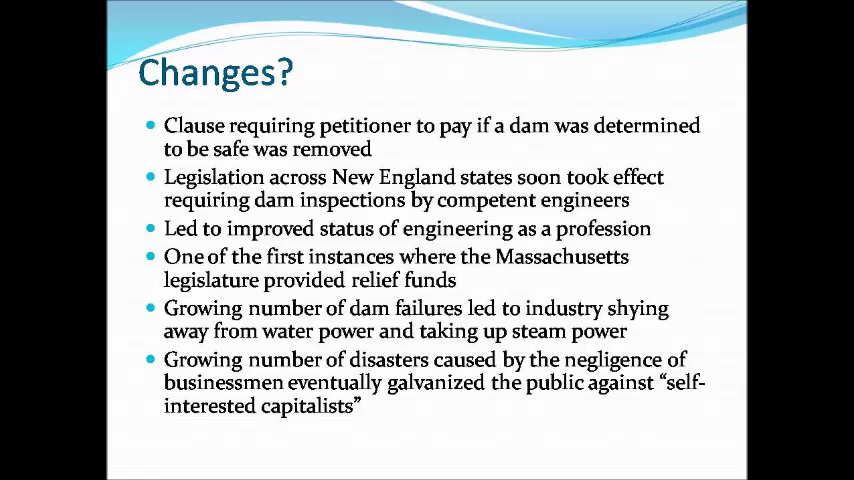 Changes?
• Clause requiring petitioner to pay if a dam was determined
to be safe was removed
• Legislation across New England states soon took effect
requiring dam inspections by competent engineers
• Led to improved status of engineering as a profession
• One of the first instances where the Massachusetts
legislature provided relief funds
• Growing number of dam failures led to industry shying
away from water power and taking up steam power
• Growing number of disasters caused by the negligence of
businessmen eventually galvanized the public against “self-
interested capitalists”